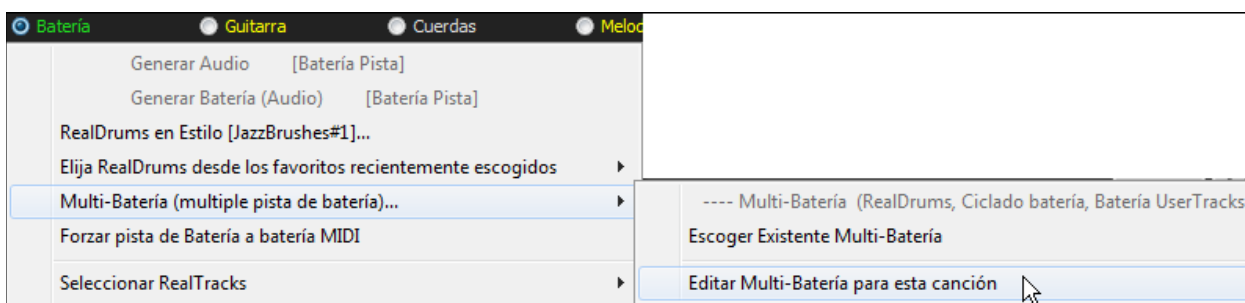 Batería Guitarra Cuerdas Melod
Generar Audio [Batería Pista]
Generar Batería (Audio) [Batería Pista]
RealDrums en Estilo [JazzBrushes#1]...
Elija RealDrums desde los favoritos recientemente escogidos
Multi-Batería (multiple pista de batería)...
Forzar pista de Batería a batería MIDI
Seleccionar RealTracks
---- Multi-Batería (RealDrums, Ciclado batería, Batería UserTracks
Escoger Existente Multi-Batería
Editar Multi-Batería para esta canción